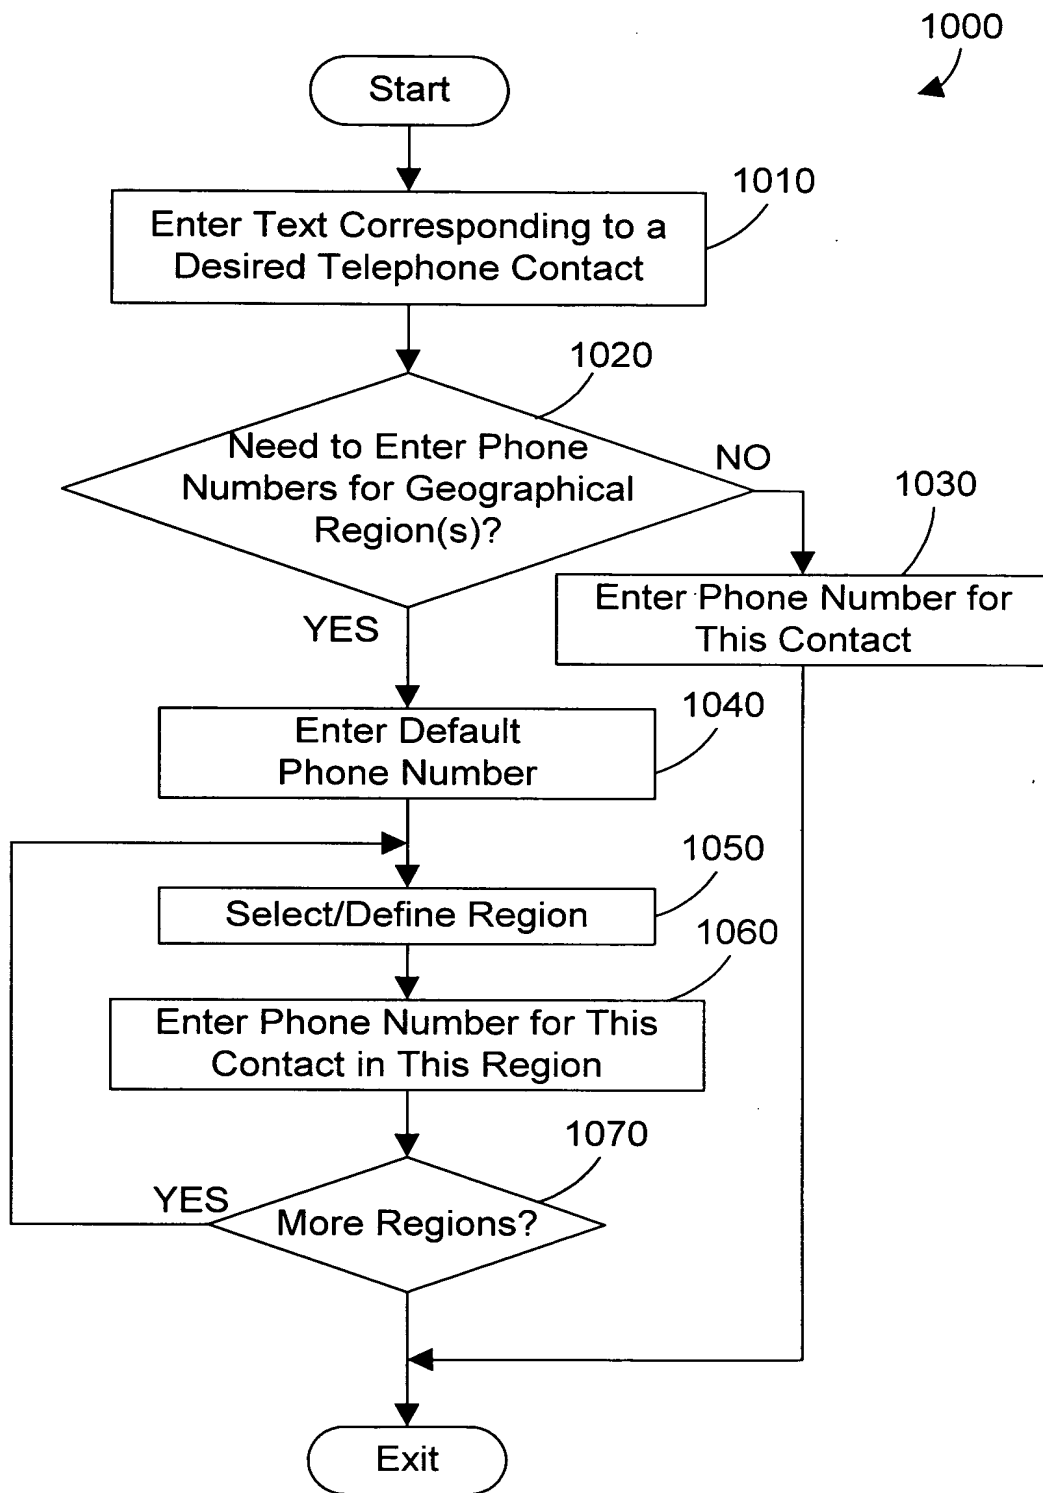 1000
Start
1010
Enter Text Corresponding to a
Desired Telephone Contact
1020
Need to Enter Phone
Numbers for Geographical
Region(s)?
NO
1030
Enter Phone Number for
This Contact
YES
1040
Enter Default
Phone Number
1050
Select/Define Region
1060
Enter Phone Number for This
Contact in This Region
1070
YES
More Regions?
Exit